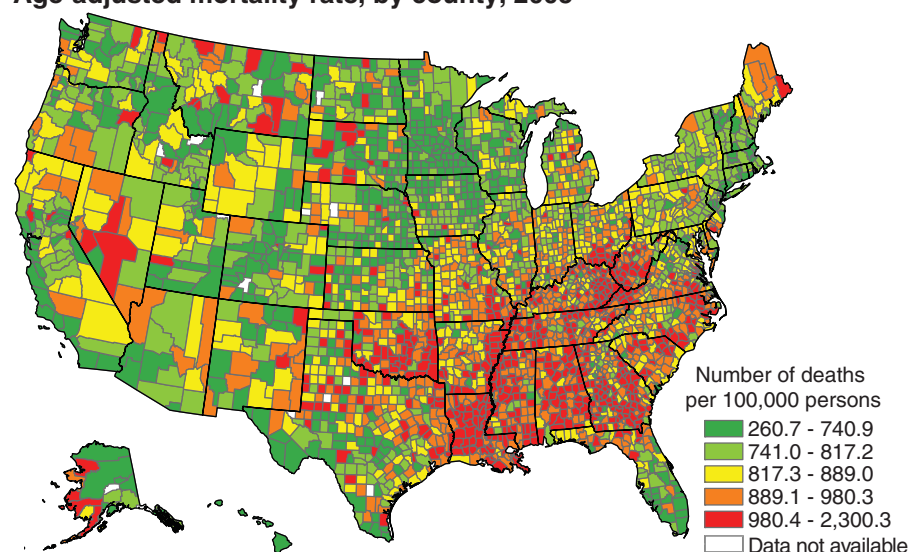 Number of deaths
per 100,000 persons
260.7 - 740.9
741.0 - 817.2
817.3 - 889.0
889.1 - 980.3
980.4 - 2,300.3
Data not available